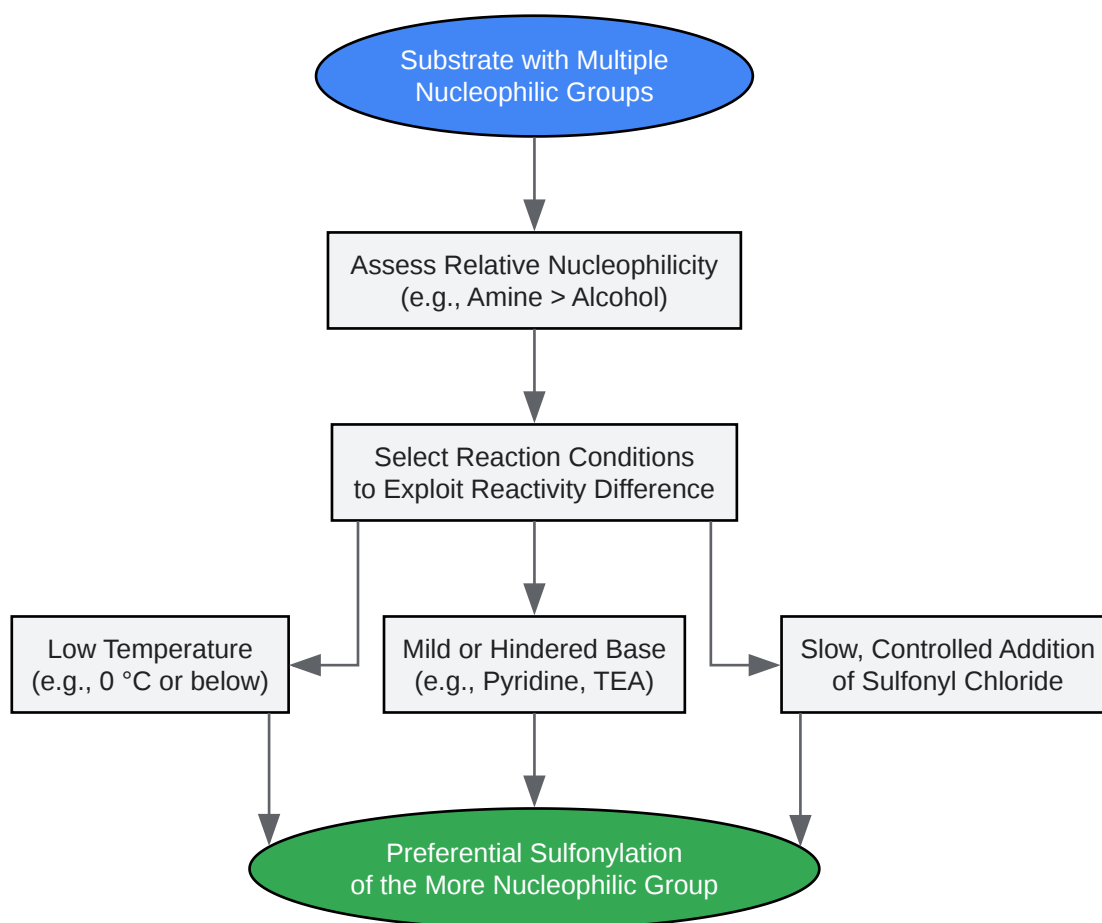 Substrate with Multiple
Nucleophilic Groups
Assess Relative Nucleophilicity
(e.g., Amine > Alcohol)
Select Reaction Conditions
to Exploit Reactivity Difference
Low Temperature
(e.g., 0 °C or below)
Mild or Hindered Base
(e.g., Pyridine, TEA)
Slow, Controlled Addition
of Sulfonyl Chloride
Preferential Sulfonylation
of the More Nucleophilic Group